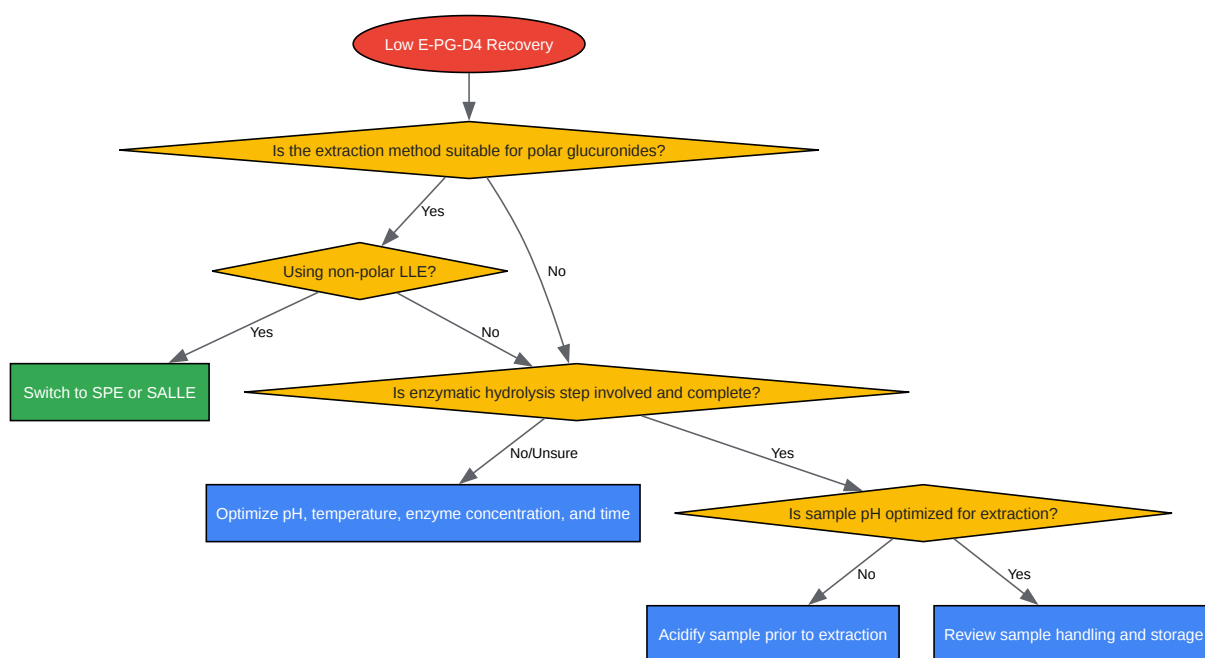 Low E-PG-D4 Recovery
Is the extraction method suitable for polar glucuronides?
Yes
Using non-polar LLE?
No
Yes
No
Switch to SPE or SALLE
Is enzymatic hydrolysis step involved and complete?
No/Unsure
Yes
Optimize pH, temperature, enzyme concentration, and time
Is sample pH optimized for extraction?
No
Yes
Acidify sample prior to extraction
Review sample handling and storage